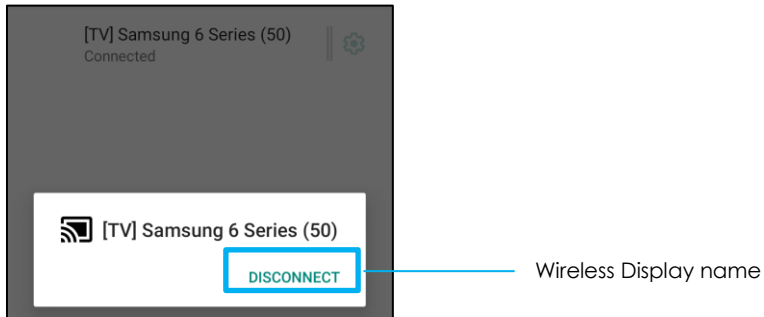 [TV] Samsung 6 Series (50)
Connected
[TV] Samsung 6 Series (50)
DISCONNECT
Wireless Display name